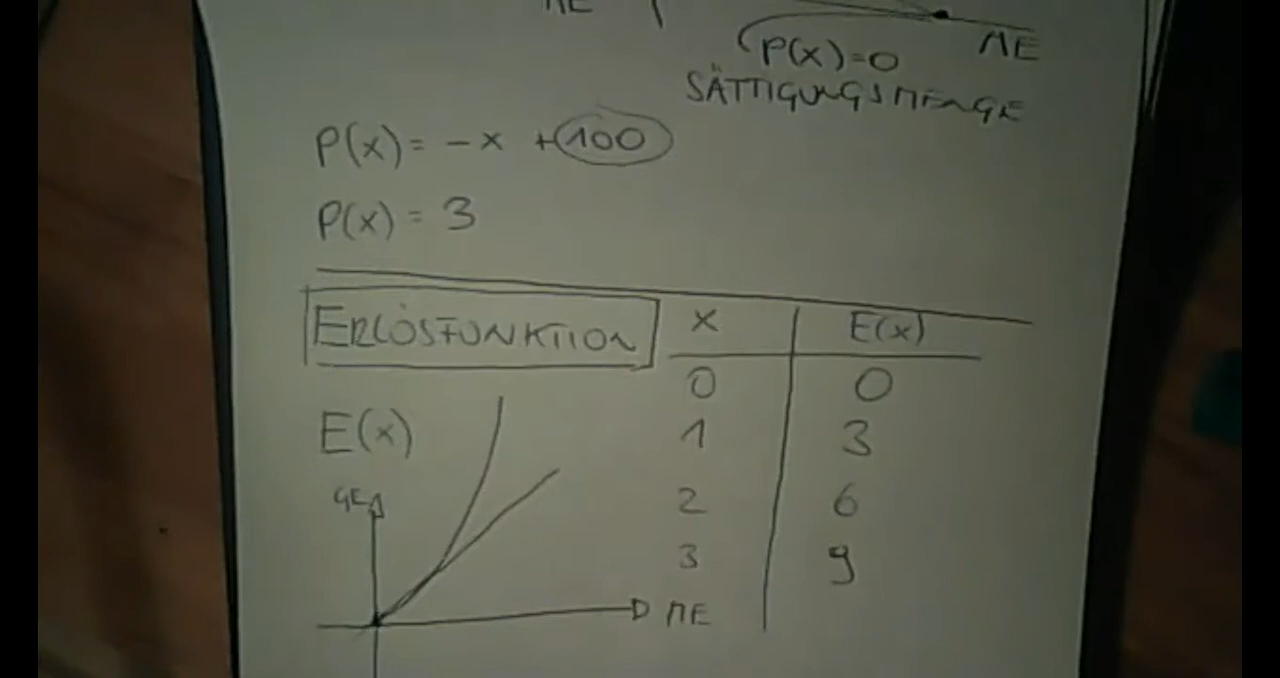 ME
P(x)=0
ME
SÄTTIGUNGSMENGE
P(x) = -x + 100
P(x) = 3
ERLÖSFUNKTION
x E(x)
0 0
1 3
2 6
3 9
E(x)
GE
ME